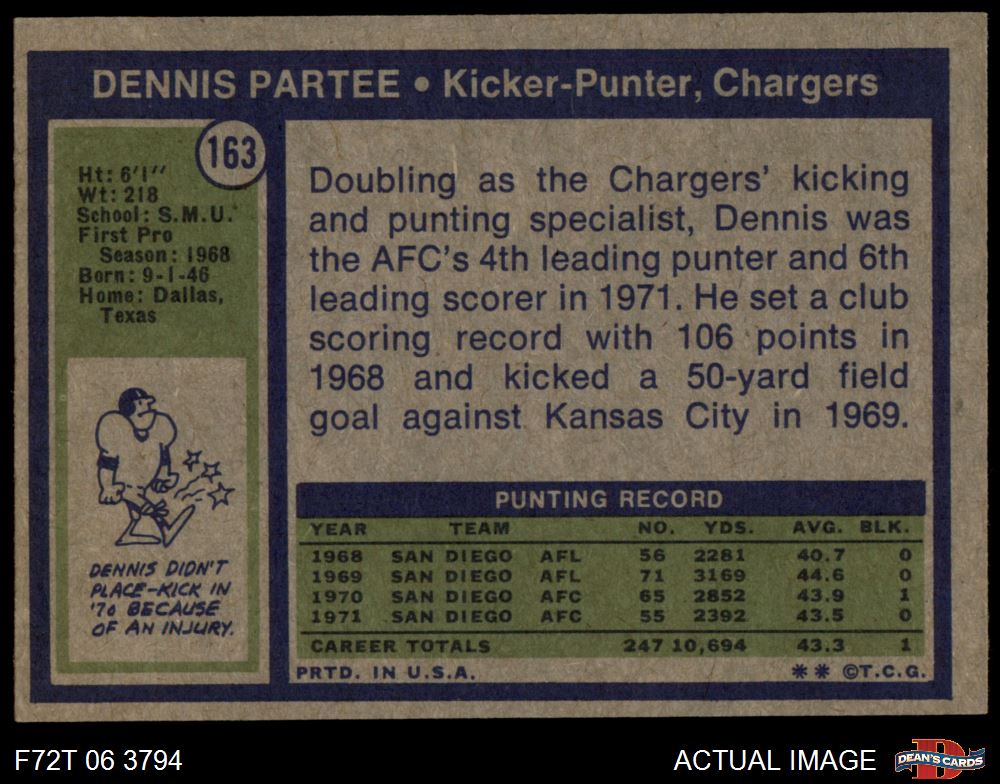 DENNIS PARTEE • Kicker-Punter, Chargers
163
Ht: 6'1''
Wt: 218
School: S.M.U.
First Pro
Season: 1968
Born: 9-1-46
Home: Dallas,
Texas
DENNIS DIDN'T
PLACE-KICK IN
'70 BECAUSE
OF AN INJURY.
Doubling as the Chargers' kicking
and punting specialist, Dennis was
the AFC's 4th leading punter and 6th
leading scorer in 1971. He set a club
scoring record with 106 points in
1968 and kicked a 50-yard field
goal against Kansas City in 1969.
PUNTING RECORD
YEAR TEAM NO. YDS. AVG. BLK.
1968 SAN DIEGO AFL 56 2281 40.7 0
1969 SAN DIEGO AFL 71 3169 44.6 0
1970 SAN DIEGO AFC 65 2852 43.9 1
1971 SAN DIEGO AFC 55 2392 43.5 0
CAREER TOTALS 247 10,694 43.3 1
PRTD. IN U.S.A. ** ©T.C.G.
F72T 06 3794 ACTUAL IMAGE
D
DEAN'S CARDS